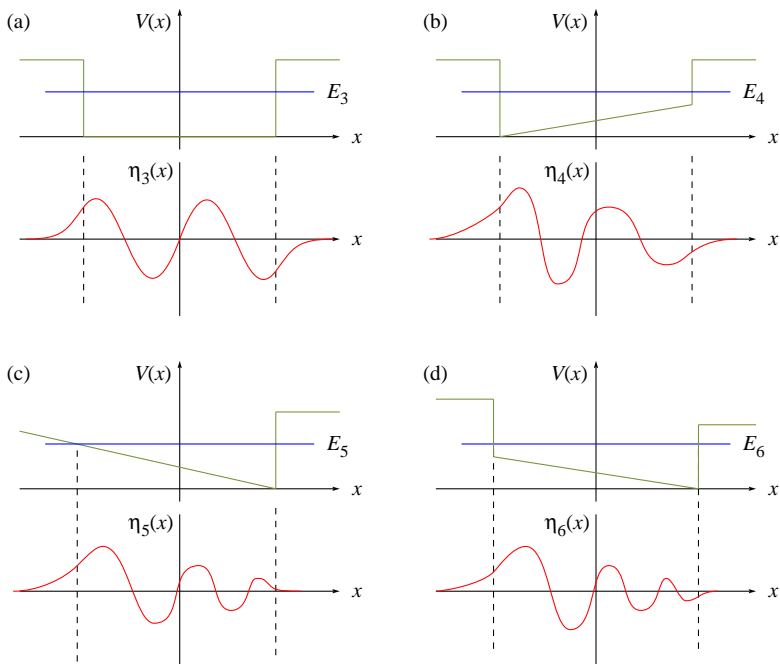 (a)
V(x)
E3
x
η3(x)
x
(b)
V(x)
E4
x
η4(x)
x
(c)
V(x)
E5
x
η5(x)
x
(d)
V(x)
E6
x
η6(x)
x